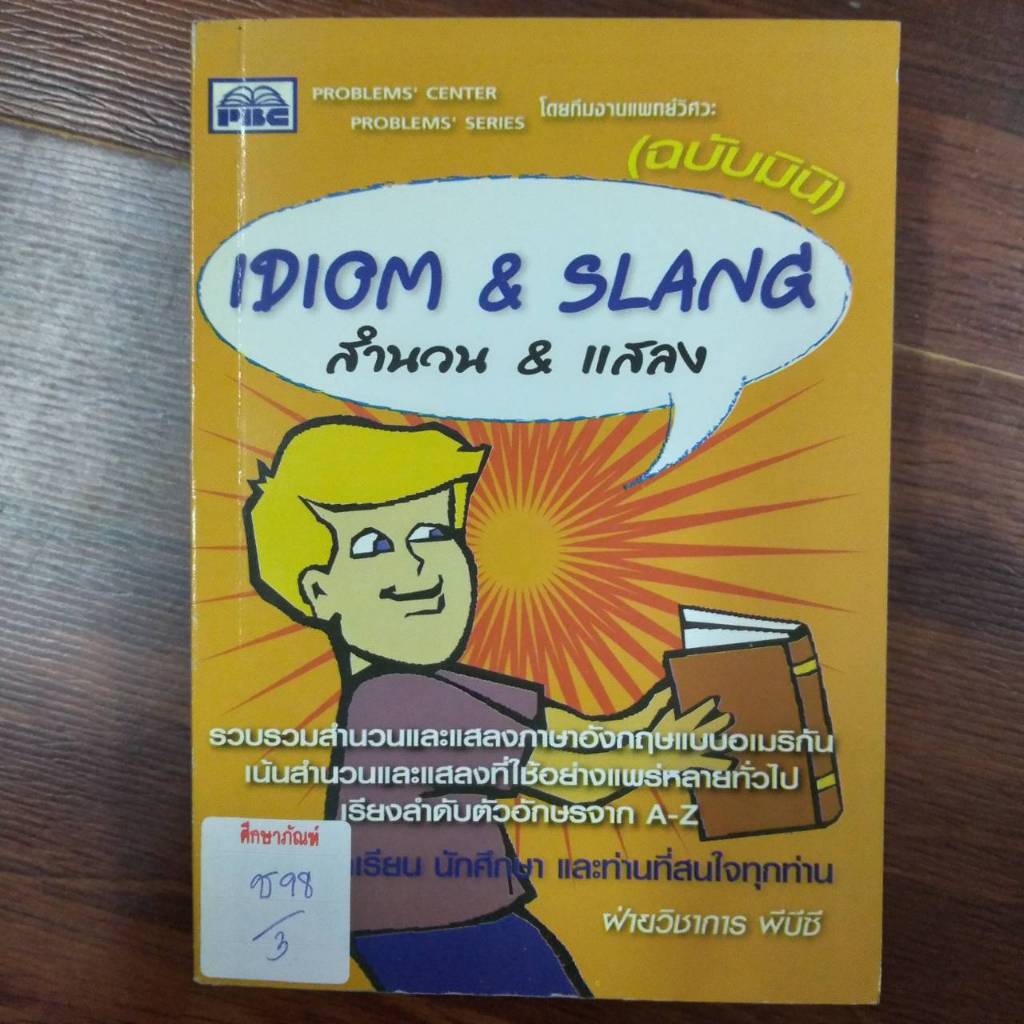 PBC
PROBLEMS' CENTER
PROBLEMS' SERIES
โดยทีมงานแพทย์วิศวะ
(ฉบับมินิ)
IDIOM & SLANG
สำนวน & แสลง
รวบรวมสำนวนและแสลงภาษาอังกฤษแบบอเมริกัน
เน้นสำนวนและแสลงที่ใช้อย่างแพร่หลายทั่วไป
เรียงลำดับตัวอักษรจาก A-Z
เรียน นักศึกษา และท่านที่สนใจทุกท่าน
ฝ่ายวิชาการ พีบีซี
ศึกษาภัณฑ์
3